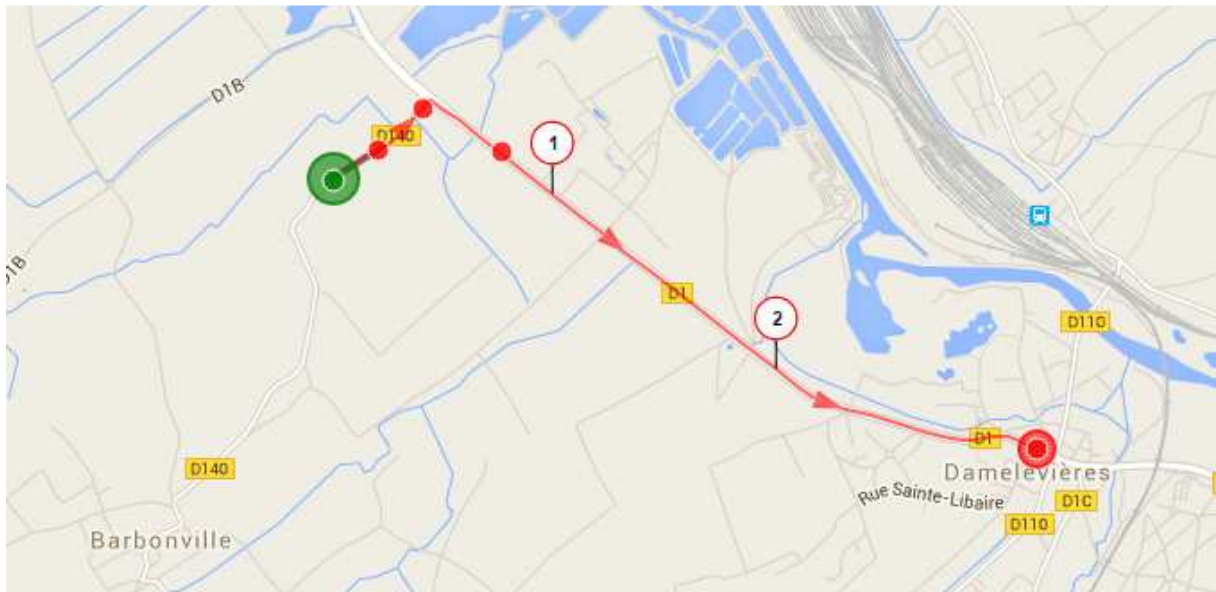 D1B
D140
1
D1B
D1
2
D110
D1
Damelevières
D140
Rue Sainte-Libaire
D1C
D110
Barbonville